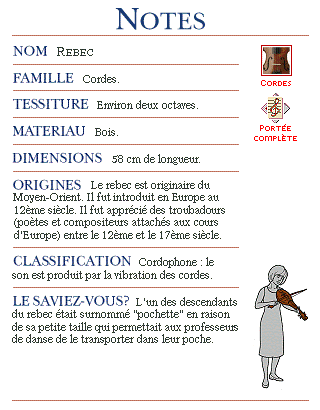 NOTES
NOM REBEC
FAMILLE Cordes.
TESSITURE Environ deux octaves.
MATERIAU Bois.
DIMENSIONS 58 cm de longueur.
ORIGINES Le rebec est originaire du
Moyen-Orient. Il fut introduit en Europe au
12ème siècle. Il fut apprécié des troubadours
(poètes et compositeurs attachés aux cours
d'Europe) entre le 12ème et le 17ème siècle.
CLASSIFICATION Cordophone : le
son est produit par la vibration des cordes.
LE SAVIEZ-VOUS? L'un des descendants
du rebec était surnommé "pochette" en raison
de sa petite taille qui permettait aux professeurs
de danse de le transporter dans leur poche.
CORDES
PORTÉE
COMPLÈTE